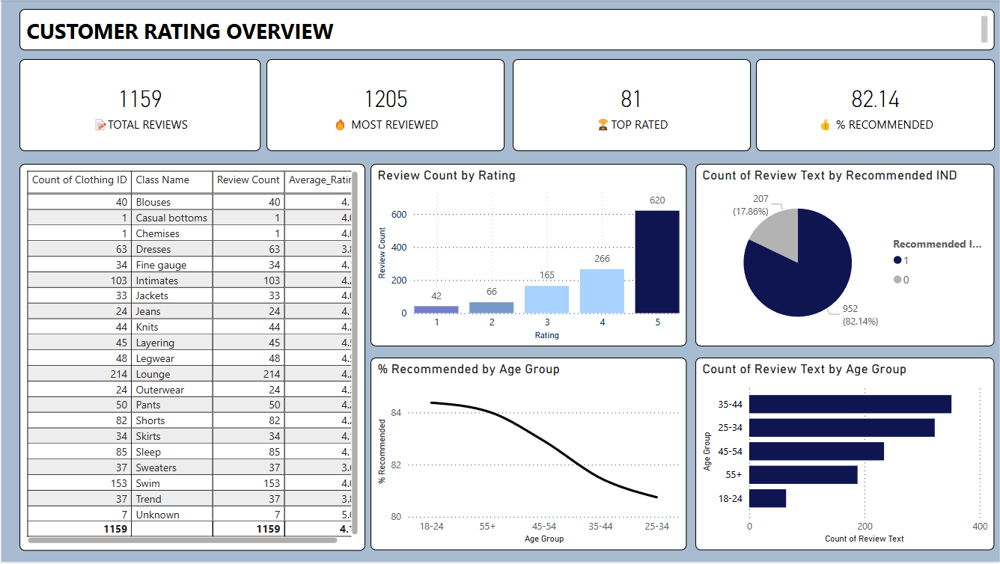 CUSTOMER RATING OVERVIEW
1159
📝TOTAL REVIEWS
1205
🔥 MOST REVIEWED
81
🏆 TOP RATED
82.14
👍 % RECOMMENDED
Count of Clothing ID Class Name Review Count Average_Ratin
40 Blouses 40 4.
1 Casual bottoms 1 4.0
1 Chemises 1 4.0
63 Dresses 63 3.8
34 Fine gauge 34 4.
103 Intimates 103 4.2
33 Jackets 33 4.0
24 Jeans 24 4.
44 Knits 44 4.2
45 Layering 45 4.5
48 Legwear 48 4.5
214 Lounge 214 4.2
24 Outerwear 24 4.3
50 Pants 50 4.2
82 Shorts 82 4.2
34 Skirts 34 4.
85 Sleep 85 4.
37 Sweaters 37 3.6
153 Swim 153 4.0
37 Trend 37 3.8
7 Unknown 7 5.0
1159 1159 4.
Review Count by Rating
Review Count
600
400
200
0
42
66
165
266
620
1 2 3 4 5
Rating
Count of Review Text by Recommended IND
207
(17.86%)
952
(82.14%)
Recommended I...
1
0
% Recommended by Age Group
% Recommended
84
82
80
18-24 55+ 45-54 35-44 25-34
Age Group
Count of Review Text by Age Group
Age Group
35-44
25-34
45-54
55+
18-24
0 200 400
Count of Review Text